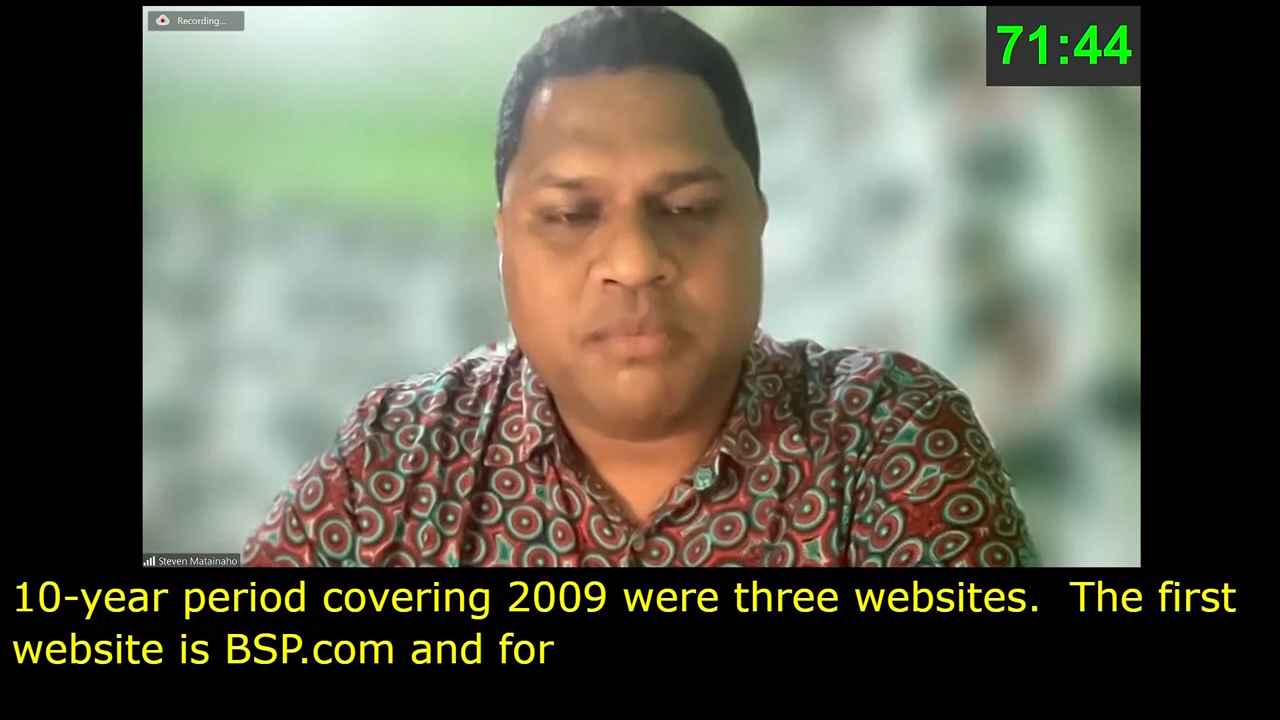 Recording...
71:44
Steven Matainaho
10-year period covering 2009 were three websites.  The first
website is BSP.com and for